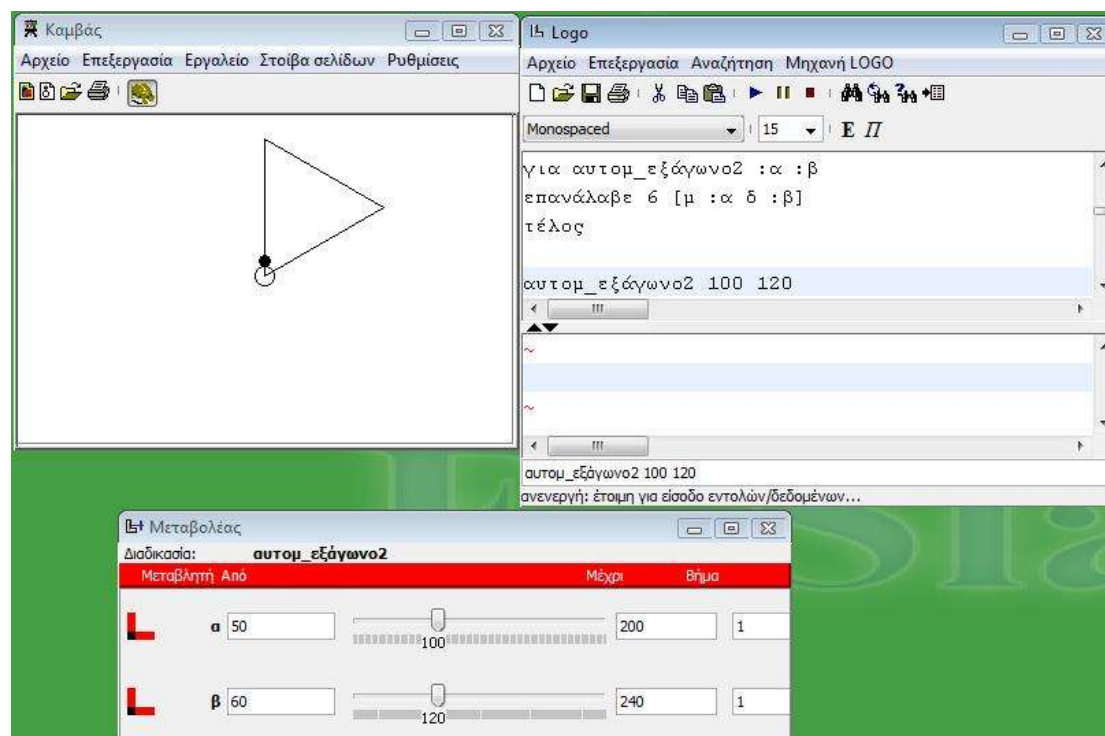 Καμβάς
Αρχείο Επεξεργασία Εργαλείο Στοίβα σελίδων Ρυθμίσεις
Logo
Αρχείο Επεξεργασία Αναζήτηση Μηχανή LOGO
Monospaced 15 Ε Π
για αυτομ_εξάγωνο2 :α :β
επανάλαβε 6 [μ :α δ :β]
τέλος
αυτομ_εξάγωνο2 100 120
~
~
αυτομ_εξάγωνο2 100 120
ανενεργή: έτοιμη για είσοδο εντολών/δεδομένων...
Μεταβολέας
Διαδικασία: αυτομ_εξάγωνο2
Μεταβλητή Από Μέχρι Βήμα
α 50 100 200 1
β 60 120 240 1